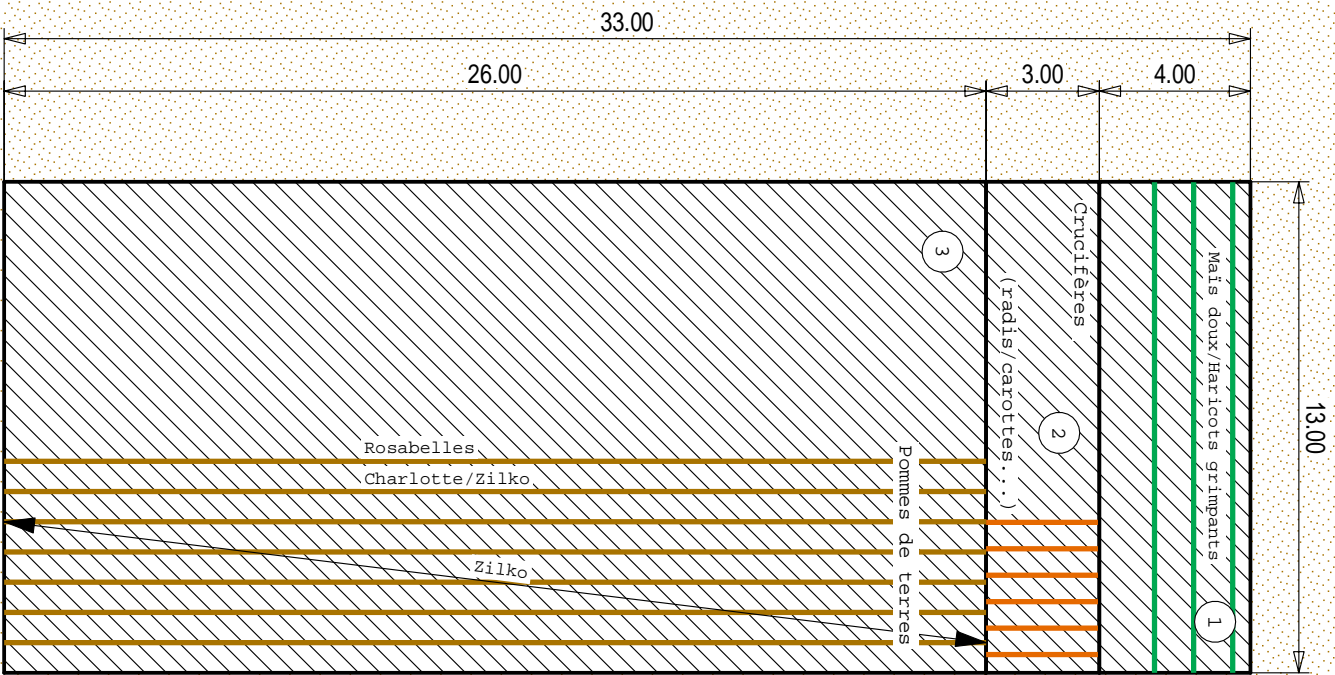 33.00
26.00
3.00
4.00
13.00
3
Crucifères
(radis/carottes...)
2
Maïs doux/Haricots grimpants
1
Rosabelles
Charlotte/Zilko
Zilko
Pommes de terres